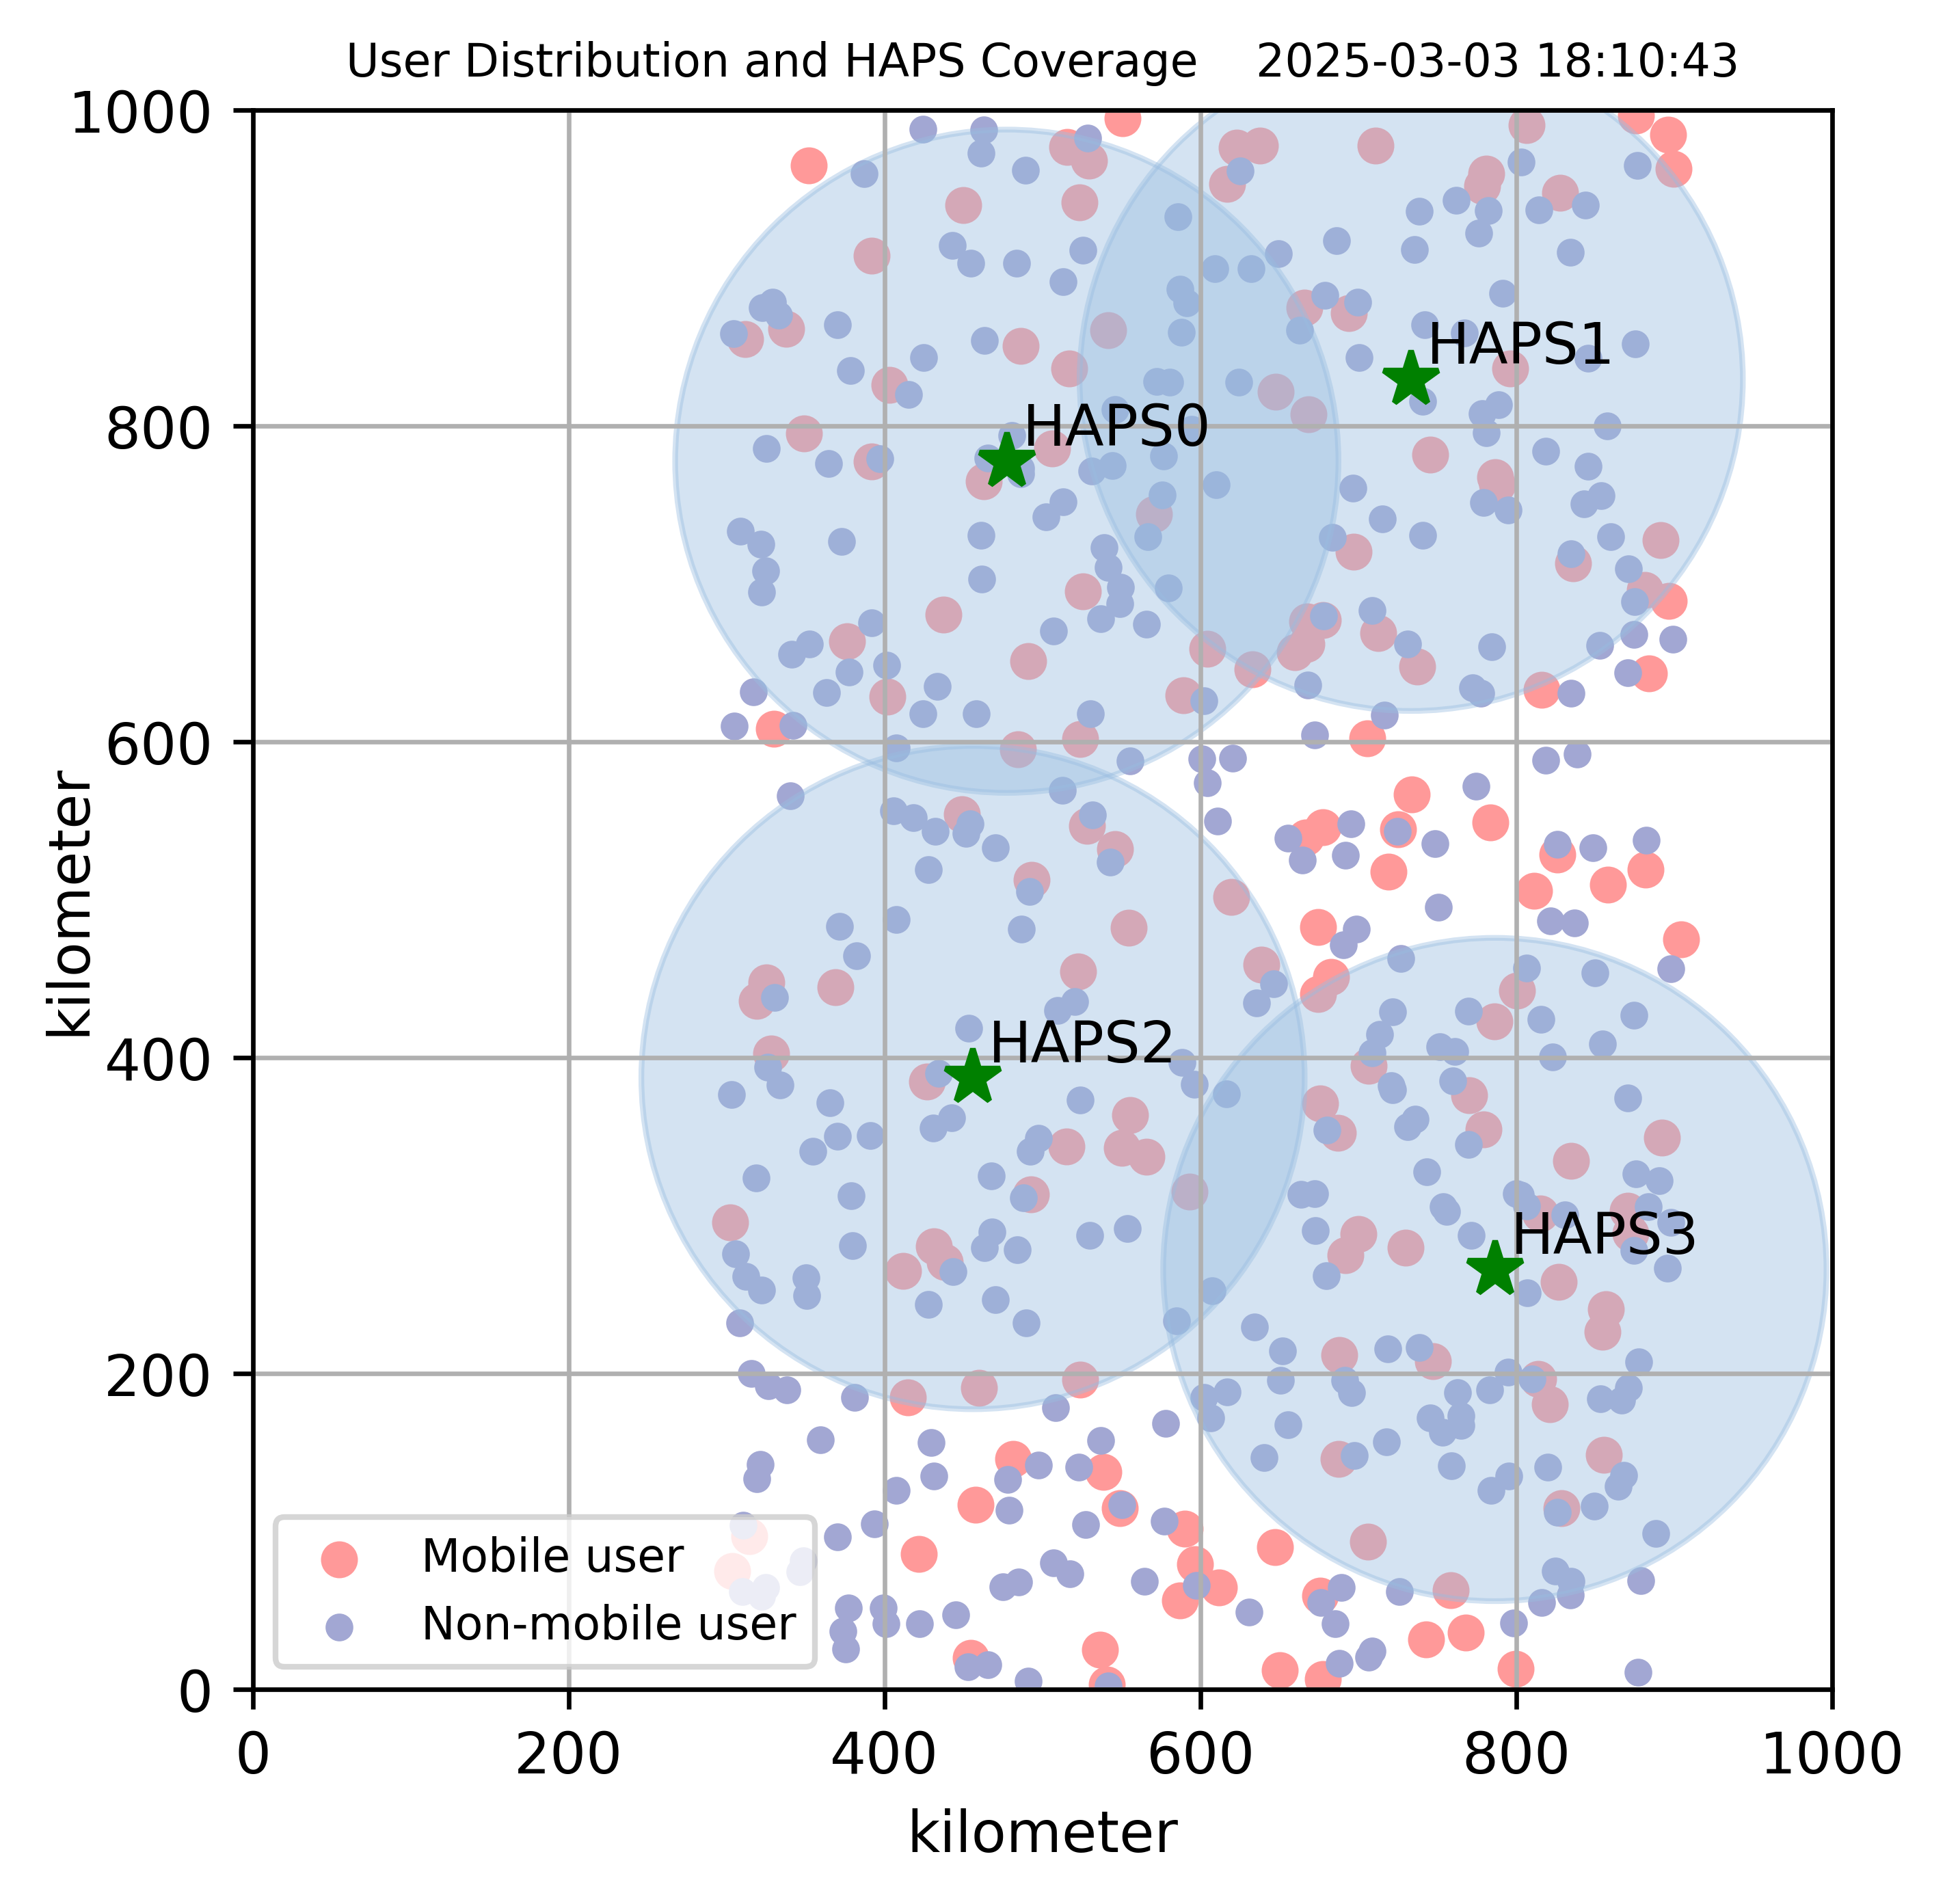 User Distribution and HAPS Coverage 2025-03-03 18:10:43
1000
800
600
400
200
0
kilometer
HAPS1
HAPS0
HAPS2
HAPS3
Mobile user
Non-mobile user
0 200 400 600 800 1000
kilometer